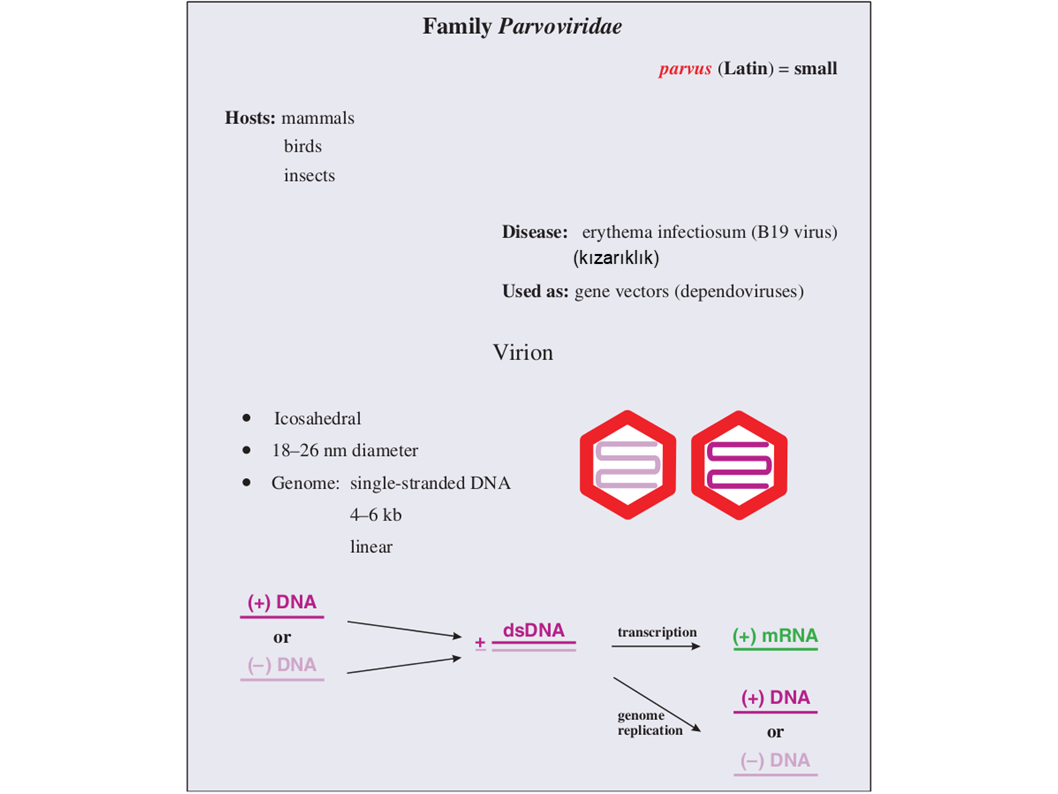 Family Parvoviridae
parvus (Latin) = small
Hosts: mammals
birds
insects
Disease: erythema infectiosum (B19 virus)
(kızarıklık)
Used as: gene vectors (dependoviruses)
Virion
• Icosahedral
• 18–26 nm diameter
• Genome: single-stranded DNA
4–6 kb
linear
(+) DNA
or
(–) DNA
+
–
dsDNA
transcription
(+) mRNA
genome
replication
(+) DNA
or
(–) DNA